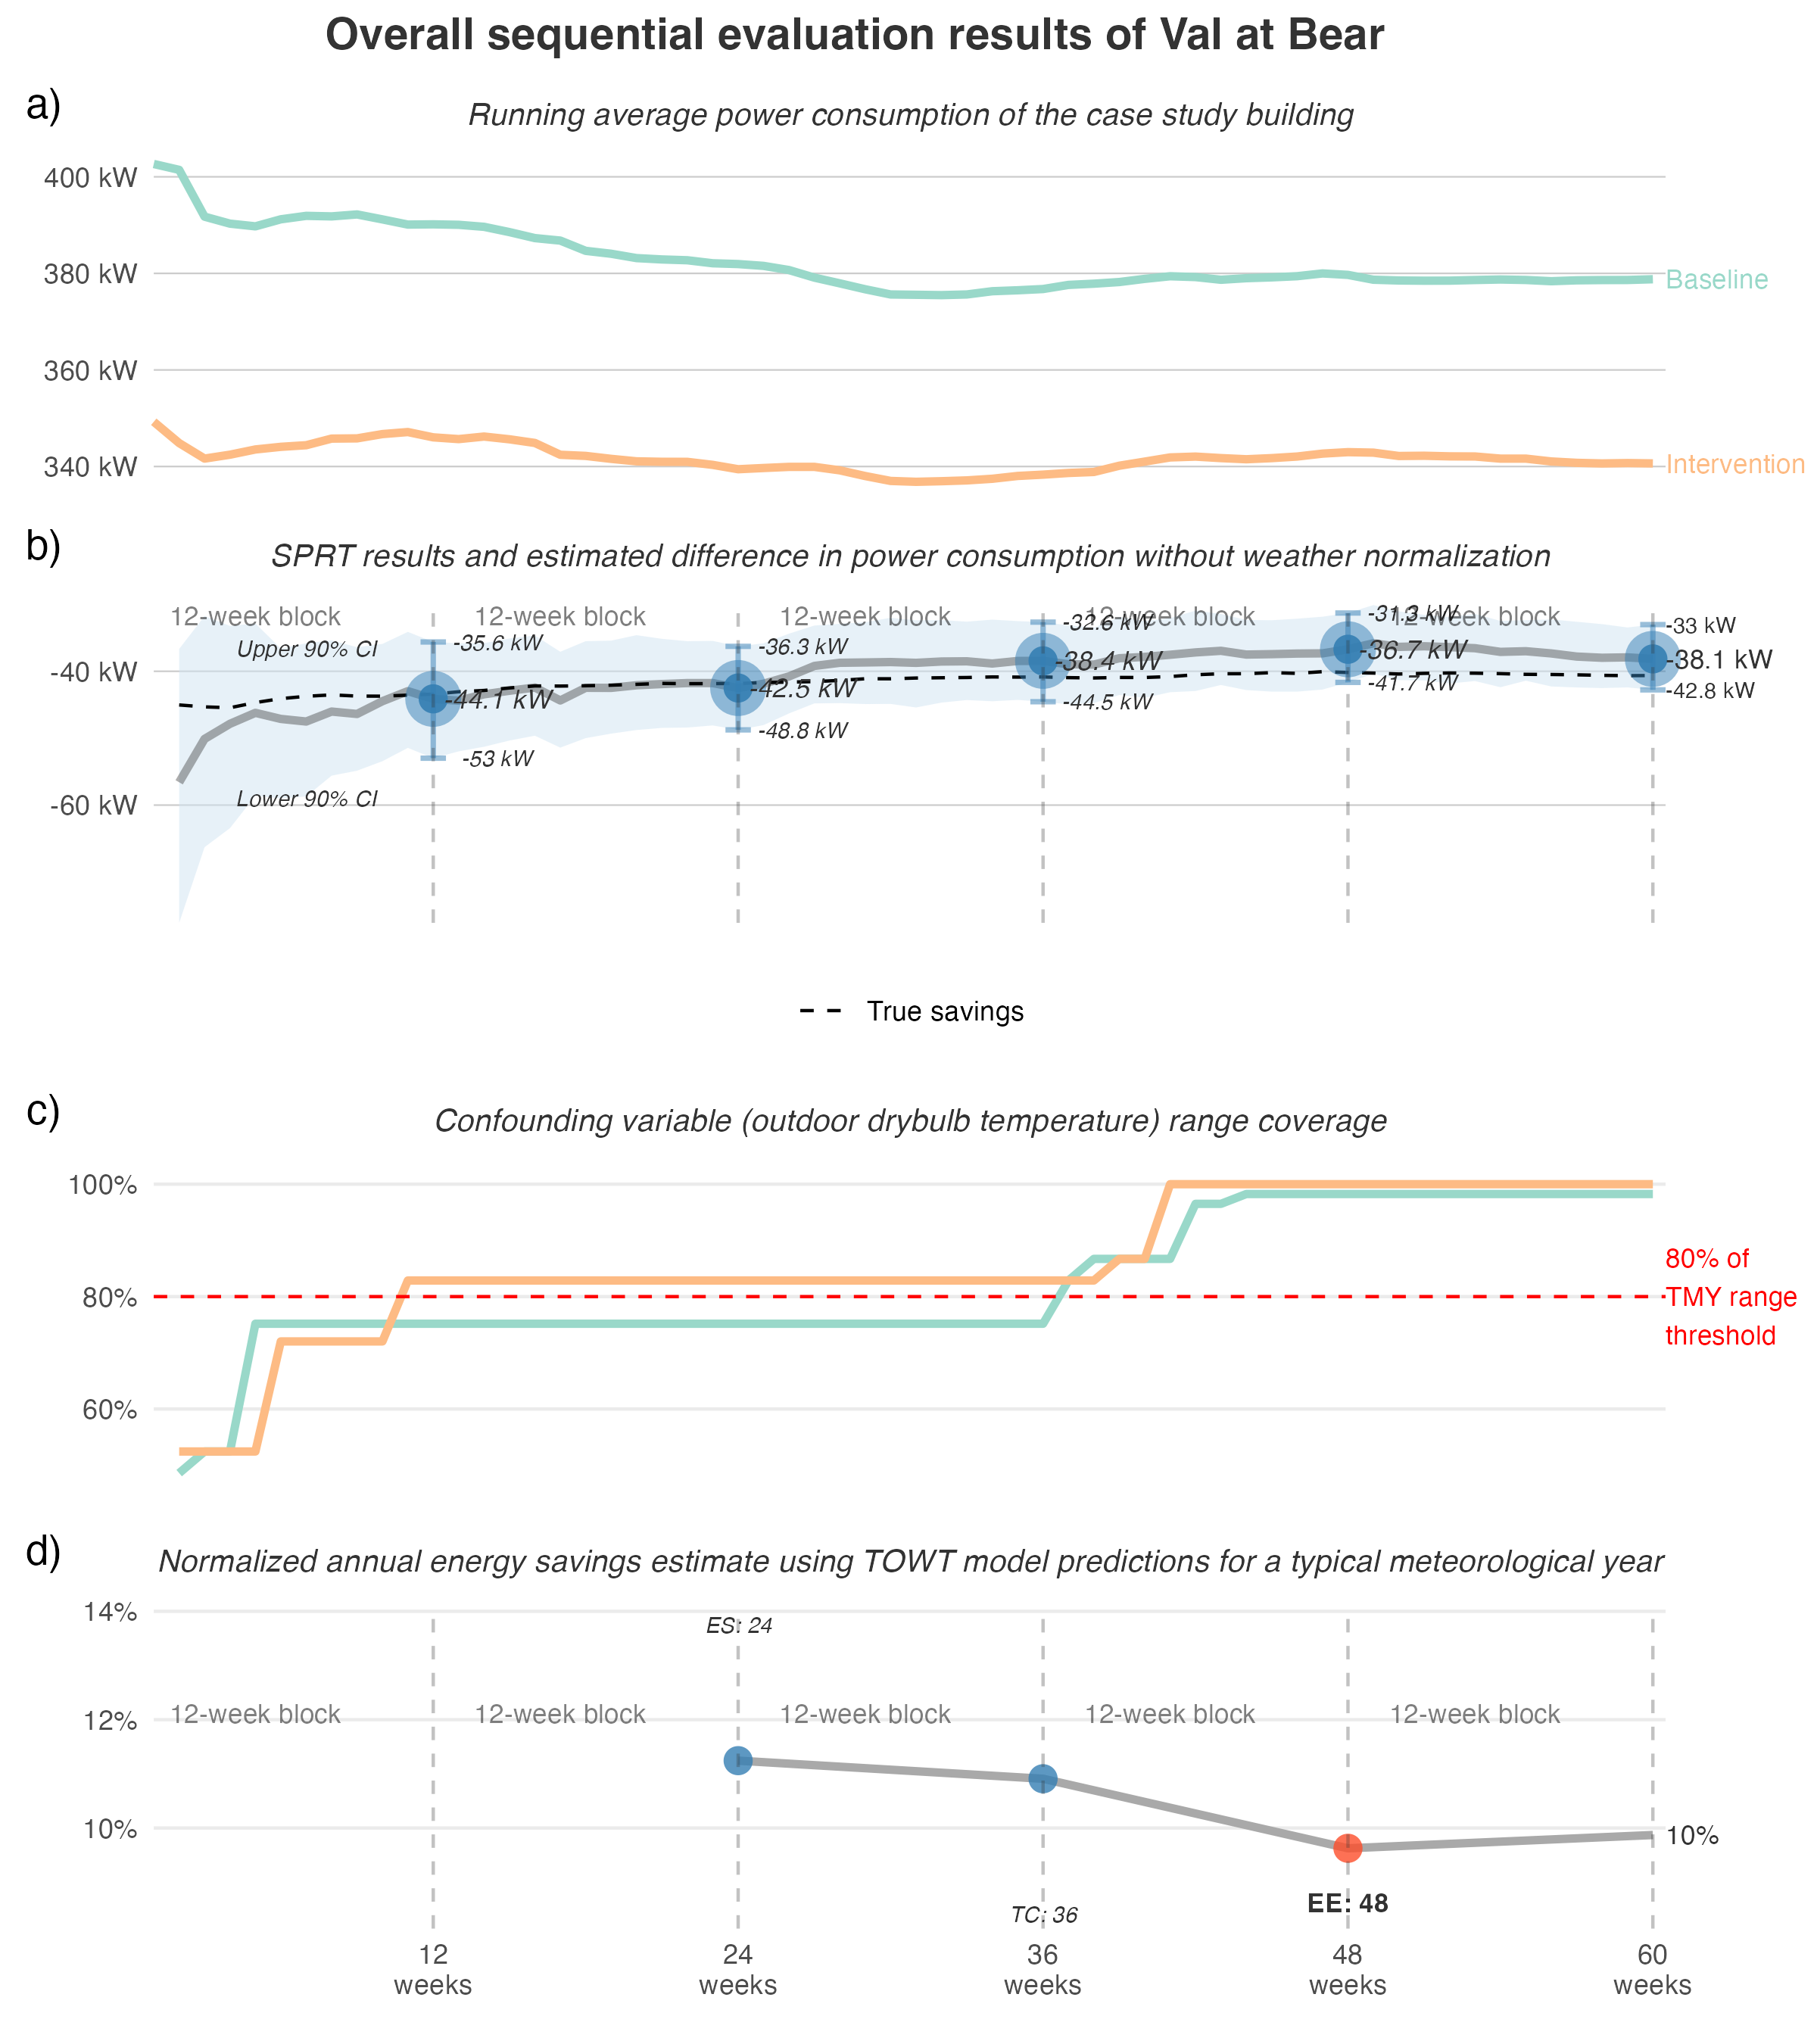 Overall sequential evaluation results of Val at Bear
a)
Running average power consumption of the case study building
400 kW
380 kW
360 kW
340 kW
Baseline
Intervention
b)
SPRT results and estimated difference in power consumption without weather normalization
12-week block
12-week block
12-week block
12-week block
12-week block
-40 kW
-60 kW
Upper 90% CI
Lower 90% CI
-35.6 kW
-44.1 kW
-53 kW
-36.3 kW
-42.5 kW
-48.8 kW
-32.6 kW
-38.4 kW
-44.5 kW
-31.3 kW
-36.7 kW
-41.7 kW
-33 kW
-38.1 kW
-42.8 kW
True savings
c)
Confounding variable (outdoor drybulb temperature) range coverage
100%
80%
60%
80% of
TMY range
threshold
d)
Normalized annual energy savings estimate using TOWT model predictions for a typical meteorological year
14%
12%
10%
ES: 24
12-week block
12-week block
12-week block
12-week block
12-week block
10%
TC: 36
EE: 48
12
weeks
24
weeks
36
weeks
48
weeks
60
weeks